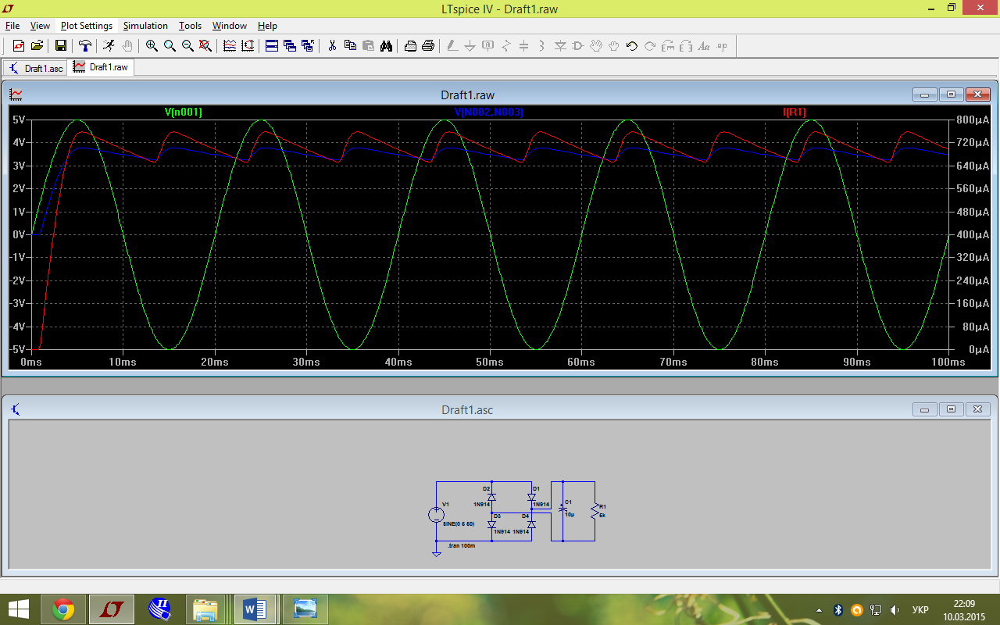 LTspice IV - Draft1.raw
File View Plot Settings Simulation Tools Window Help
Draft1.asc Draft1.raw
Draft1.raw
V(n001) V(N002,N003) I(R1)
5V 800µA
4V 720µA
3V 640µA
2V 560µA
1V 480µA
0V 400µA
-1V 320µA
-2V 240µA
-3V 160µA
-4V 80µA
-5V 0µA
0ms 10ms 20ms 30ms 40ms 50ms 60ms 70ms 80ms 90ms 100ms
Draft1.asc
D2 D1
V1 1N914 1N914 C1 R1
10µ 5k
D3 D4
SINE(0 5 50) 1N914 1N914
.tran 100m
УКР 22:09
10.03.2015